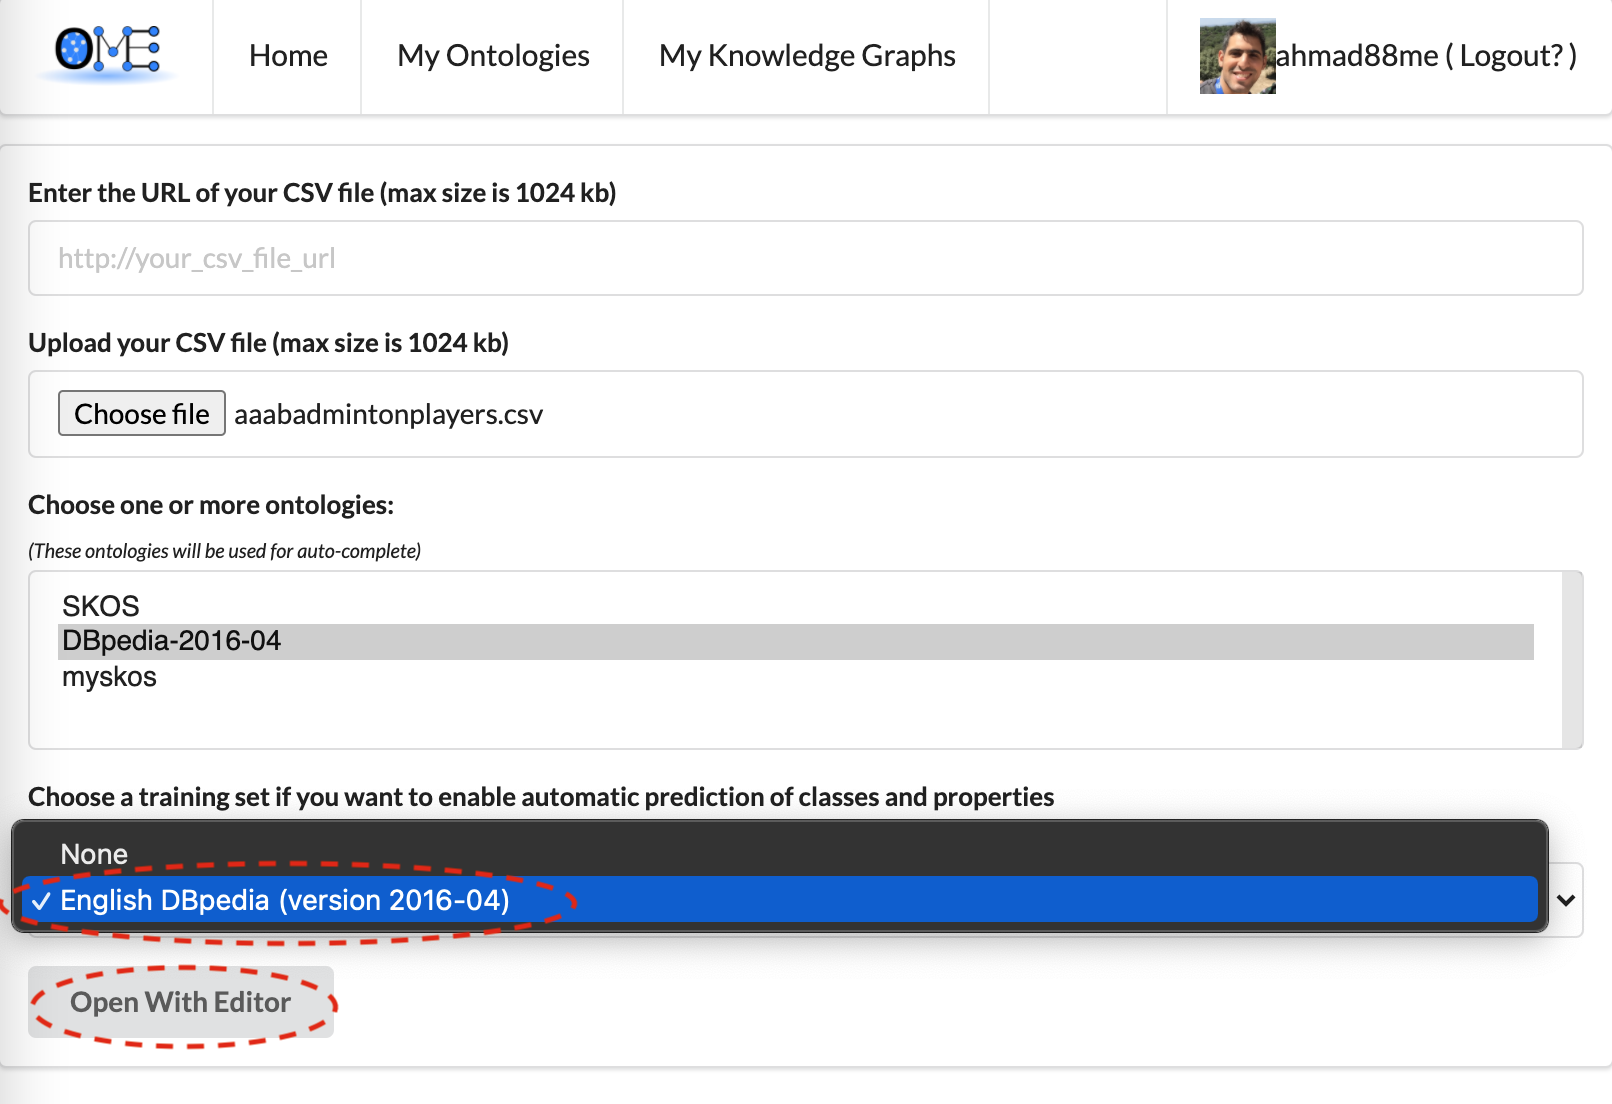 OME
Home
My Ontologies
My Knowledge Graphs
ahmad88me ( Logout? )
Enter the URL of your CSV file (max size is 1024 kb)
http://your_csv_file_url
Upload your CSV file (max size is 1024 kb)
Choose file aaabadmintonplayers.csv
Choose one or more ontologies:
(These ontologies will be used for auto-complete)
SKOS
DBpedia-2016-04
myskos
Choose a training set if you want to enable automatic prediction of classes and properties
None
✓ English DBpedia (version 2016-04)
Open With Editor